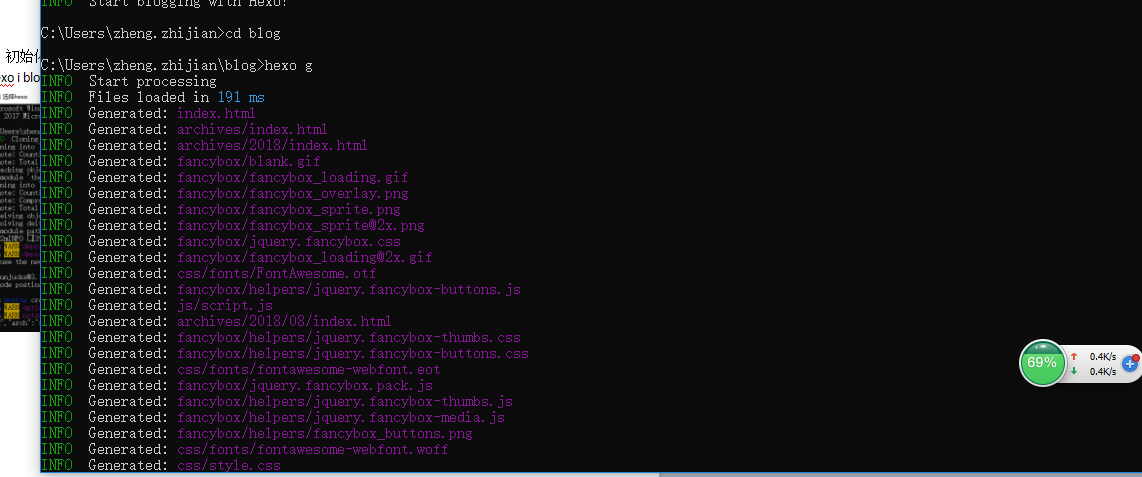 INFO  Start blogging with Hexo!
C:\Users\zheng.zhijian>cd blog
C:\Users\zheng.zhijian\blog>hexo g
INFO  Start processing
INFO  Files loaded in 191 ms
INFO  Generated: index.html
INFO  Generated: archives/index.html
INFO  Generated: archives/2018/index.html
INFO  Generated: fancybox/blank.gif
INFO  Generated: fancybox/fancybox_loading.gif
INFO  Generated: fancybox/fancybox_overlay.png
INFO  Generated: fancybox/fancybox_sprite.png
INFO  Generated: fancybox/fancybox_sprite@2x.png
INFO  Generated: fancybox/jquery.fancybox.css
INFO  Generated: fancybox/fancybox_loading@2x.gif
INFO  Generated: css/fonts/FontAwesome.otf
INFO  Generated: fancybox/helpers/jquery.fancybox-buttons.js
INFO  Generated: js/script.js
INFO  Generated: archives/2018/08/index.html
INFO  Generated: fancybox/helpers/jquery.fancybox-thumbs.css
INFO  Generated: fancybox/helpers/jquery.fancybox-buttons.css
INFO  Generated: css/fonts/fontawesome-webfont.eot
INFO  Generated: fancybox/jquery.fancybox.pack.js
INFO  Generated: fancybox/helpers/jquery.fancybox-thumbs.js
INFO  Generated: fancybox/helpers/jquery.fancybox-media.js
INFO  Generated: fancybox/helpers/fancybox_buttons.png
INFO  Generated: css/fonts/fontawesome-webfont.woff
INFO  Generated: css/style.css
初始
xo i blo
69%
0.4K/s
0.4K/s